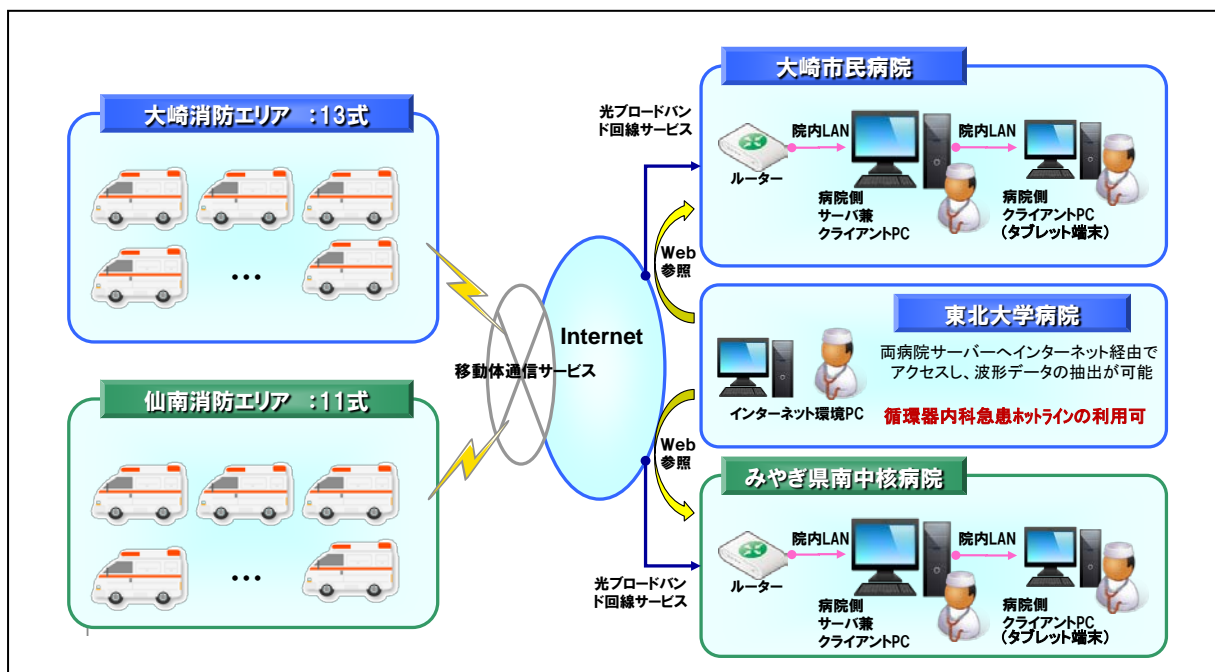 大崎消防エリア ：13式
…
仙南消防エリア ：11式
…
移動体通信サービス
Internet
光ブロードバン
ド回線サービス
Web
参照
Web
参照
光ブロードバン
ド回線サービス
大崎市民病院
院内LAN
院内LAN
ルーター
病院側
サーバ兼
クライアントPC
病院側
クライアントPC
（タブレット端末）
東北大学病院
両病院サーバーへインターネット経由で
アクセスし、波形データの抽出が可能
インターネット環境PC
循環器内科急患ホットラインの利用可
みやぎ県南中核病院
院内LAN
院内LAN
ルーター
病院側
サーバ兼
クライアントPC
病院側
クライアントPC
（タブレット端末）